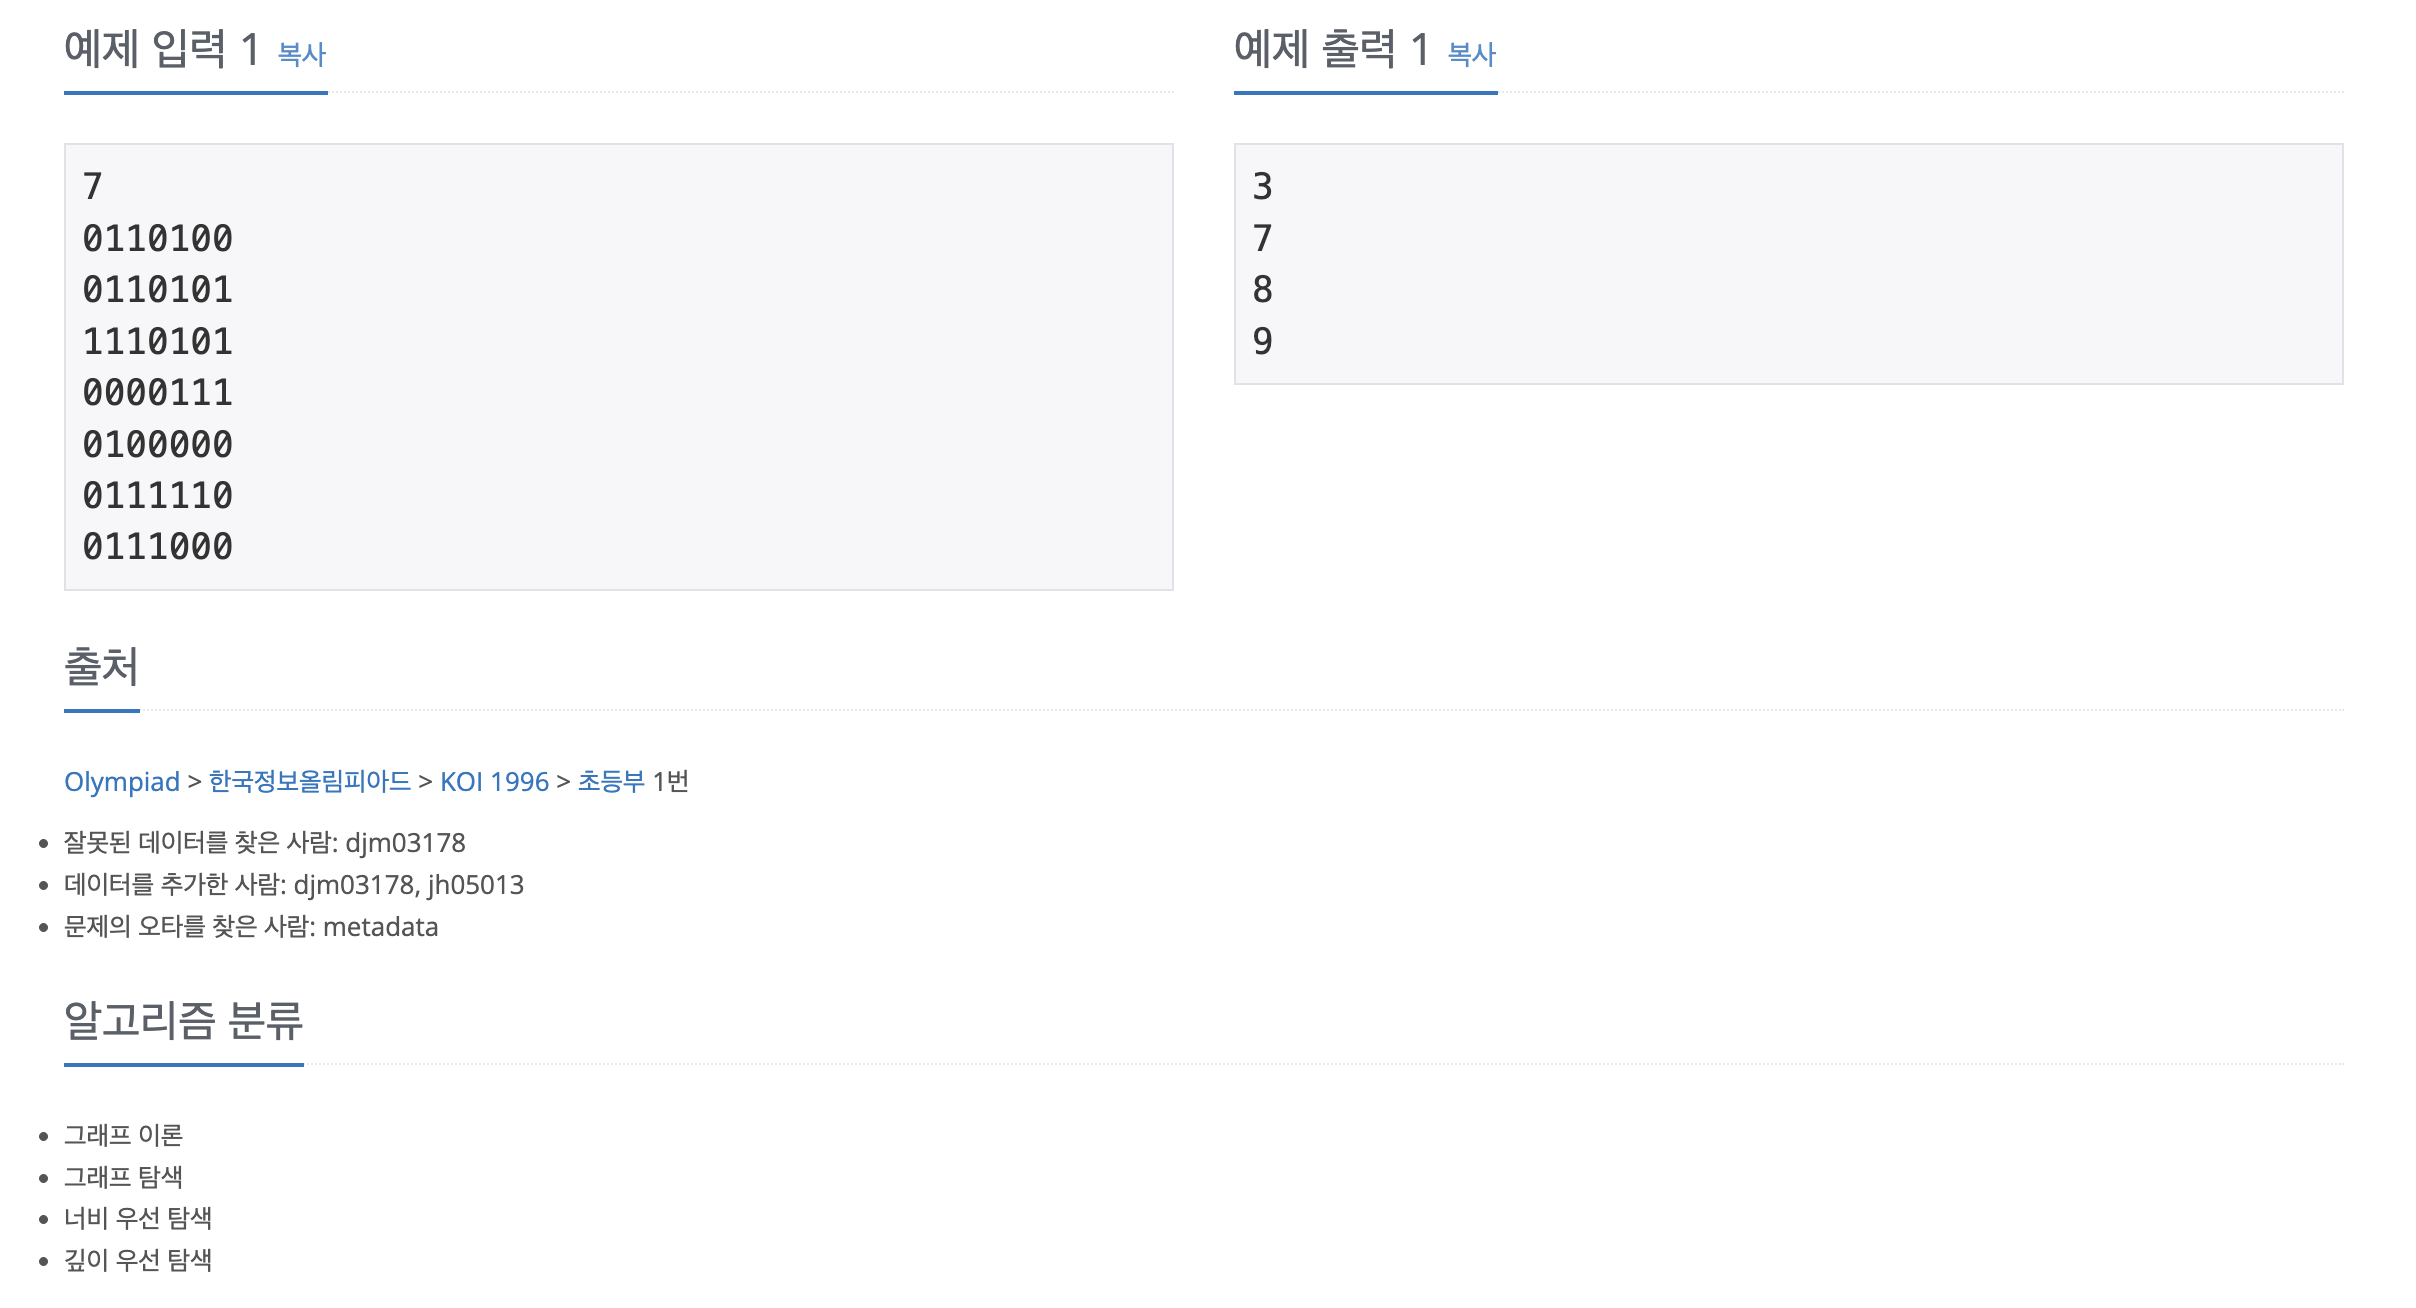 예제 입력 1 복사
7
0110100
0110101
1110101
0000111
0100000
0111110
0111000
예제 출력 1 복사
3
7
8
9
출처
Olympiad > 한국정보올림피아드 > KOI 1996 > 초등부 1번
잘못된 데이터를 찾은 사람: djm03178
데이터를 추가한 사람: djm03178, jh05013
문제의 오타를 찾은 사람: metadata
알고리즘 분류
그래프 이론
그래프 탐색
너비 우선 탐색
깊이 우선 탐색